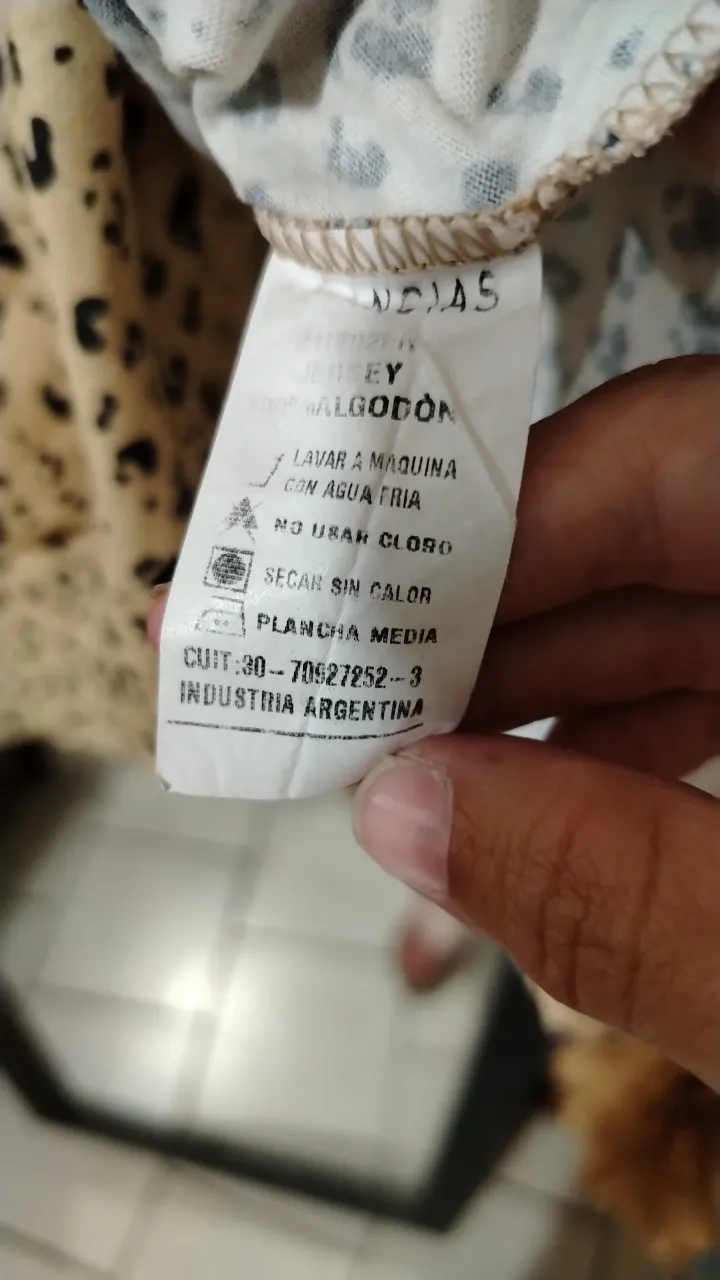 JERSEY
100%ALGODÓN
LAVAR A MAQUINA
CON AGUA FRIA
NO USAR CLORO
SECAR SIN CALOR
PLANCHA MEDIA
CUIT:30-70927252-3
INDUSTRIA ARGENTINA